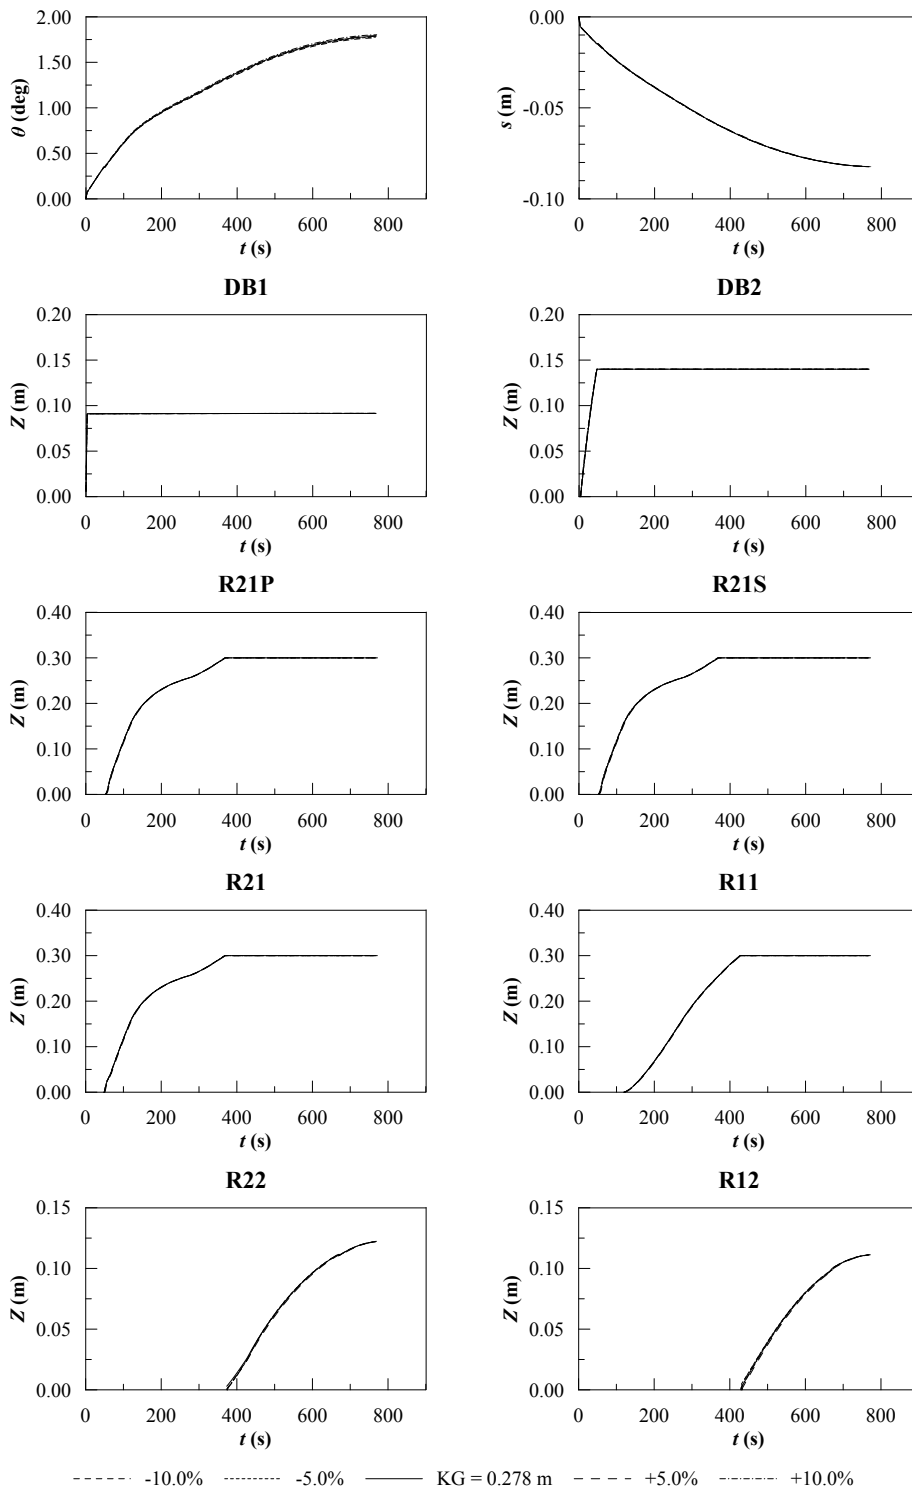 2.00
1.50
1.00
0.50
0.00
θ (deg)
0 200 400 600 800
t (s)
0.00
-0.05
-0.10
s (m)
0 200 400 600 800
t (s)
DB1
0.20
0.15
0.10
0.05
0.00
Z (m)
0 200 400 600 800
t (s)
DB2
0.20
0.15
0.10
0.05
0.00
Z (m)
0 200 400 600 800
t (s)
R21P
0.40
0.30
0.20
0.10
0.00
Z (m)
0 200 400 600 800
t (s)
R21S
0.40
0.30
0.20
0.10
0.00
Z (m)
0 200 400 600 800
t (s)
R21
0.40
0.30
0.20
0.10
0.00
Z (m)
0 200 400 600 800
t (s)
R11
0.40
0.30
0.20
0.10
0.00
Z (m)
0 200 400 600 800
t (s)
R22
0.15
0.10
0.05
0.00
Z (m)
0 200 400 600 800
t (s)
R12
0.15
0.10
0.05
0.00
Z (m)
0 200 400 600 800
t (s)
-10.0% -5.0% KG = 0.278 m +5.0% +10.0%